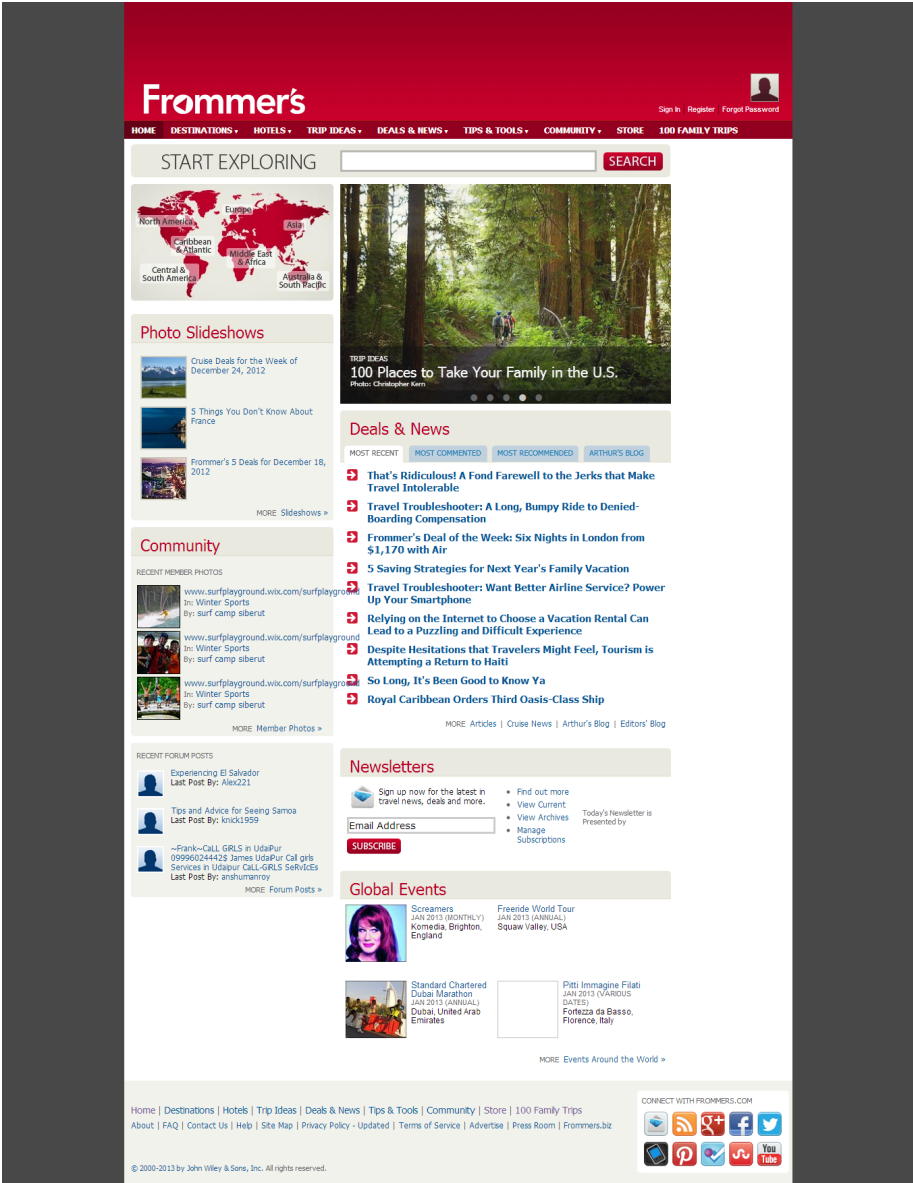 Frommer's
Sign In | Register | Forgot Password
HOME DESTINATIONS HOTELS TRIP IDEAS DEALS & NEWS TIPS & TOOLS COMMUNITY STORE 100 FAMILY TRIPS
START EXPLORING
SEARCH
North America
Europe
Asia
Caribbean
& Atlantic
Middle East
& Africa
Central &
South America
Australia &
South Pacific
TRIP IDEAS
100 Places to Take Your Family in the U.S.
Photo: Christopher Kern
Photo Slideshows
Cruise Deals for the Week of
December 24, 2012
5 Things You Don't Know About
France
Frommer's 5 Deals for December 18,
2012
MORE Slideshows »
Community
RECENT MEMBER PHOTOS
www.surfplayground.wix.com/surfplayground
In: Winter Sports
By: surf camp siberut
www.surfplayground.wix.com/surfplayground
In: Winter Sports
By: surf camp siberut
www.surfplayground.wix.com/surfplayground
In: Winter Sports
By: surf camp siberut
MORE Member Photos »
RECENT FORUM POSTS
Experiencing El Salvador
Last Post By: Alex221
Tips and Advice for Seeing Samoa
Last Post By: knick1959
~Frank~CaLL GiRLS in UdaiPur
09996024442$ James UdaiPur Call girls
Services in Udaipur CaLL-GiRLS SeRvIcEs
Last Post By: anshumanroy
MORE Forum Posts »
Deals & News
MOST RECENT MOST COMMENTED MOST RECOMMENDED ARTHUR'S BLOG
That's Ridiculous! A Fond Farewell to the Jerks that Make
Travel Intolerable
Travel Troubleshooter: A Long, Bumpy Ride to Denied-
Boarding Compensation
Frommer's Deal of the Week: Six Nights in London from
$1,170 with Air
5 Saving Strategies for Next Year's Family Vacation
Travel Troubleshooter: Want Better Airline Service? Power
Up Your Smartphone
Relying on the Internet to Choose a Vacation Rental Can
Lead to a Puzzling and Difficult Experience
Despite Hesitations that Travelers Might Feel, Tourism is
Attempting a Return to Haiti
So Long, It's Been Good to Know Ya
Royal Caribbean Orders Third Oasis-Class Ship
MORE Articles | Cruise News | Arthur's Blog | Editors' Blog
Newsletters
Sign up now for the latest in
travel news, deals and more.
Email Address
SUBSCRIBE
• Find out more
• View Current
• View Archives
• Manage
Subscriptions
Today's Newsletter is
Presented by
Global Events
Screamers
JAN 2013 (MONTHLY)
Komedia, Brighton,
England
Freeride World Tour
JAN 2013 (ANNUAL)
Squaw Valley, USA
Standard Chartered
Dubai Marathon
JAN 2013 (ANNUAL)
Dubai, United Arab
Emirates
Pitti Immagine Filati
JAN 2013 (VARIOUS
DATES)
Fortezza da Basso,
Florence, Italy
MORE Events Around the World »
Home | Destinations | Hotels | Trip Ideas | Deals & News | Tips & Tools | Community | Store | 100 Family Trips
About | FAQ | Contact Us | Help | Site Map | Privacy Policy - Updated | Terms of Service | Advertise | Press Room | Frommers.biz
© 2000-2013 by John Wiley & Sons, Inc. All rights reserved.
CONNECT WITH FROMMERS.COM
You
Tube